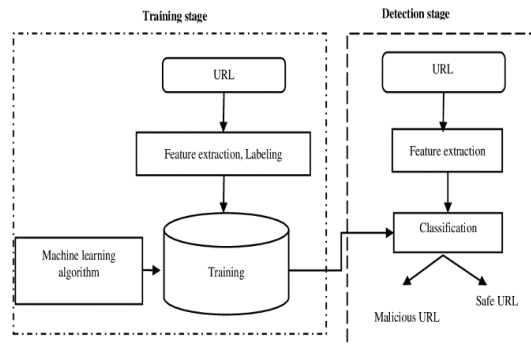 Training stage
Detection stage
URL
URL
Feature extraction, Labeling
Feature extraction
Machine learning
algorithm
Training
Classification
Malicious URL
Safe URL